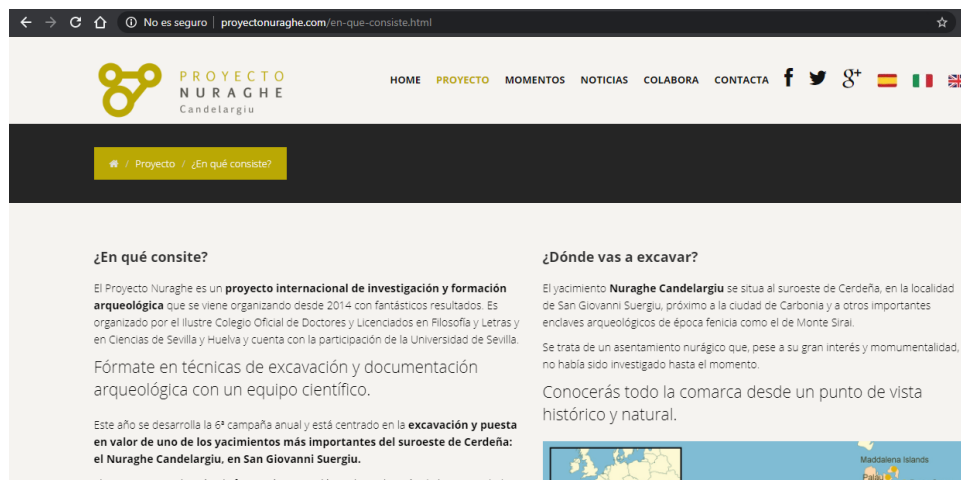 No es seguro | proyectonuraghe.com/en-que-consiste.html
PROYECTO
NURAGHE
Candelargiu
HOME PROYECTO MOMENTOS NOTICIAS COLABORA CONTACTA
/ Proyecto / ¿En qué consiste?
¿En qué consite?
El Proyecto Nuraghe es un proyecto internacional de investigación y formación
arqueológica que se viene organizando desde 2014 con fantásticos resultados. Es
organizado por el Ilustre Colegio Oficial de Doctores y Licenciados en Filosofía y Letras y
en Ciencias de Sevilla y Huelva y cuenta con la participación de la Universidad de Sevilla.
Fórmate en técnicas de excavación y documentación
arqueológica con un equipo científico.
Este año se desarrolla la 6ª campaña anual y está centrado en la excavación y puesta
en valor de uno de los yacimientos más importantes del suroeste de Cerdeña:
el Nuraghe Candelargiu, en San Giovanni Suergiu.
¿Dónde vas a excavar?
El yacimiento Nuraghe Candelargiu se situa al suroeste de Cerdeña, en la localidad
de San Giovanni Suergiu, próximo a la ciudad de Carbonia y a otros importantes
enclaves arqueológicos de época fenicia como el de Monte Sirai.
Se trata de un asentamiento nurágico que, pese a su gran interés y momumentalidad,
no había sido investigado hasta el momento.
Conocerás todo la comarca desde un punto de vista
histórico y natural.
Maddalena Islands
Palau